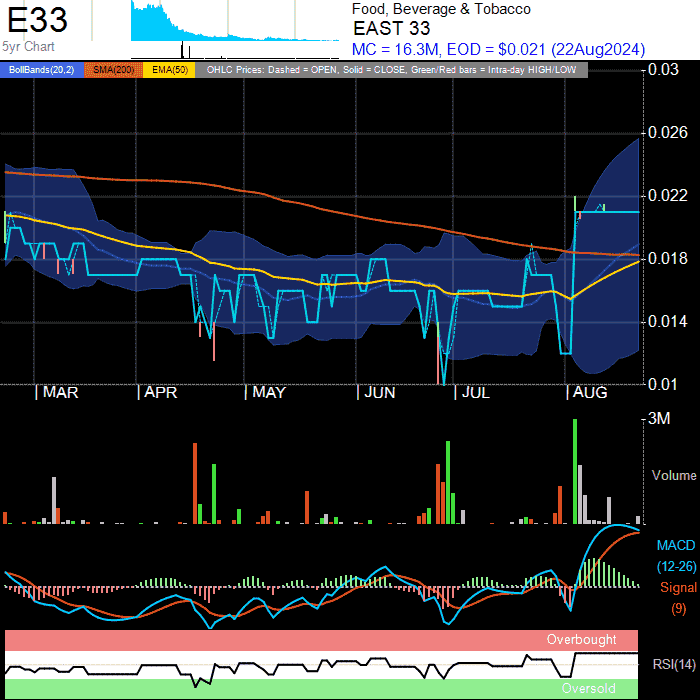 E33
5yr Chart
Food, Beverage & Tobacco
EAST 33
MC = 16.3M, EOD = $0.021 (22Aug2024)
BollBands(20,2) SMA(200) EMA(50) OHLC Prices: Dashed = OPEN, Solid = CLOSE, Green/Red bars = Intra-day HIGH/LOW
0.03
0.026
0.022
0.018
0.014
0.01
| MAR | APR | MAY | JUN | JUL | AUG
3M
Volume
MACD
(12-26)
Signal
(9)
Overbought
RSI(14)
Oversold